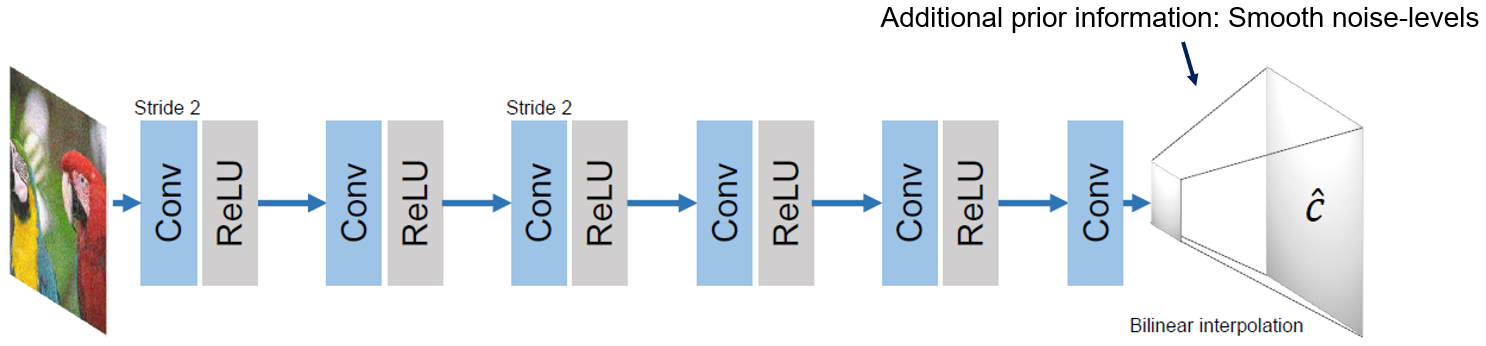 Additional prior information: Smooth noise-levels
Stride 2
Stride 2
Conv
ReLU
Conv
ReLU
Conv
ReLU
Conv
ReLU
Conv
ReLU
Conv
ĉ
Bilinear interpolation